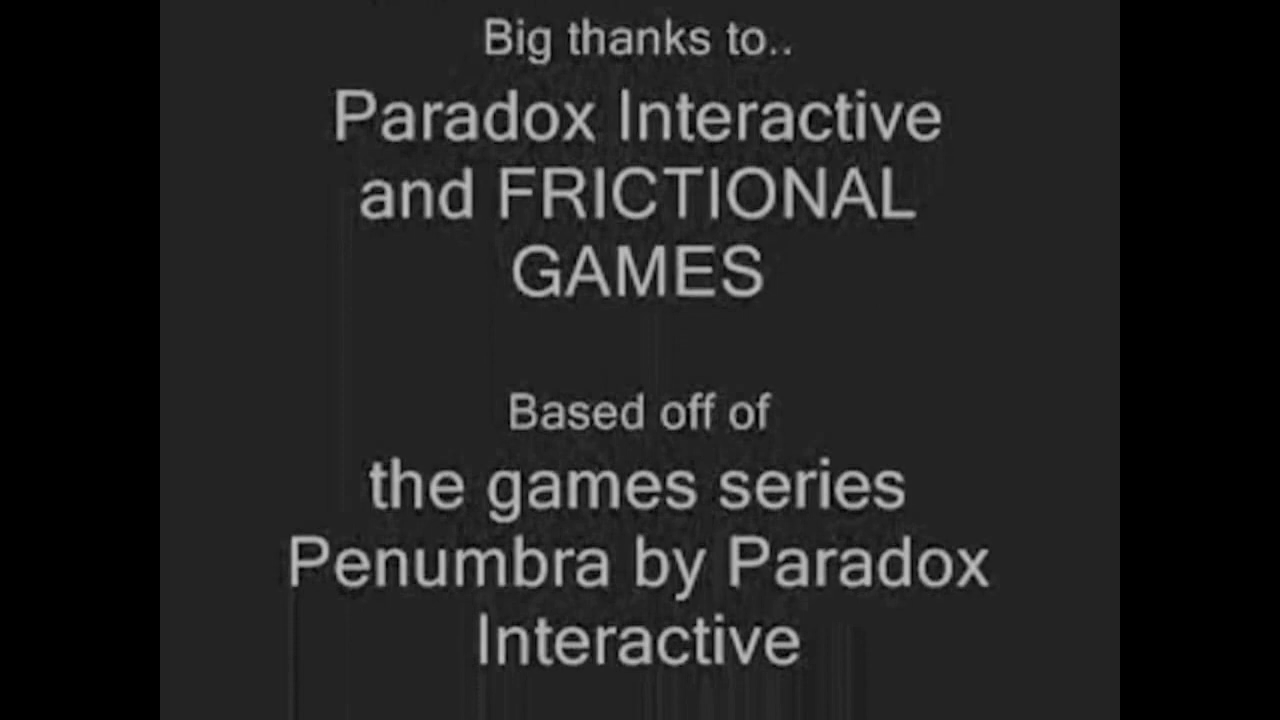 Big thanks to..
Paradox Interactive
and FRICTIONAL
GAMES
Based off of
the games series
Penumbra by Paradox
Interactive